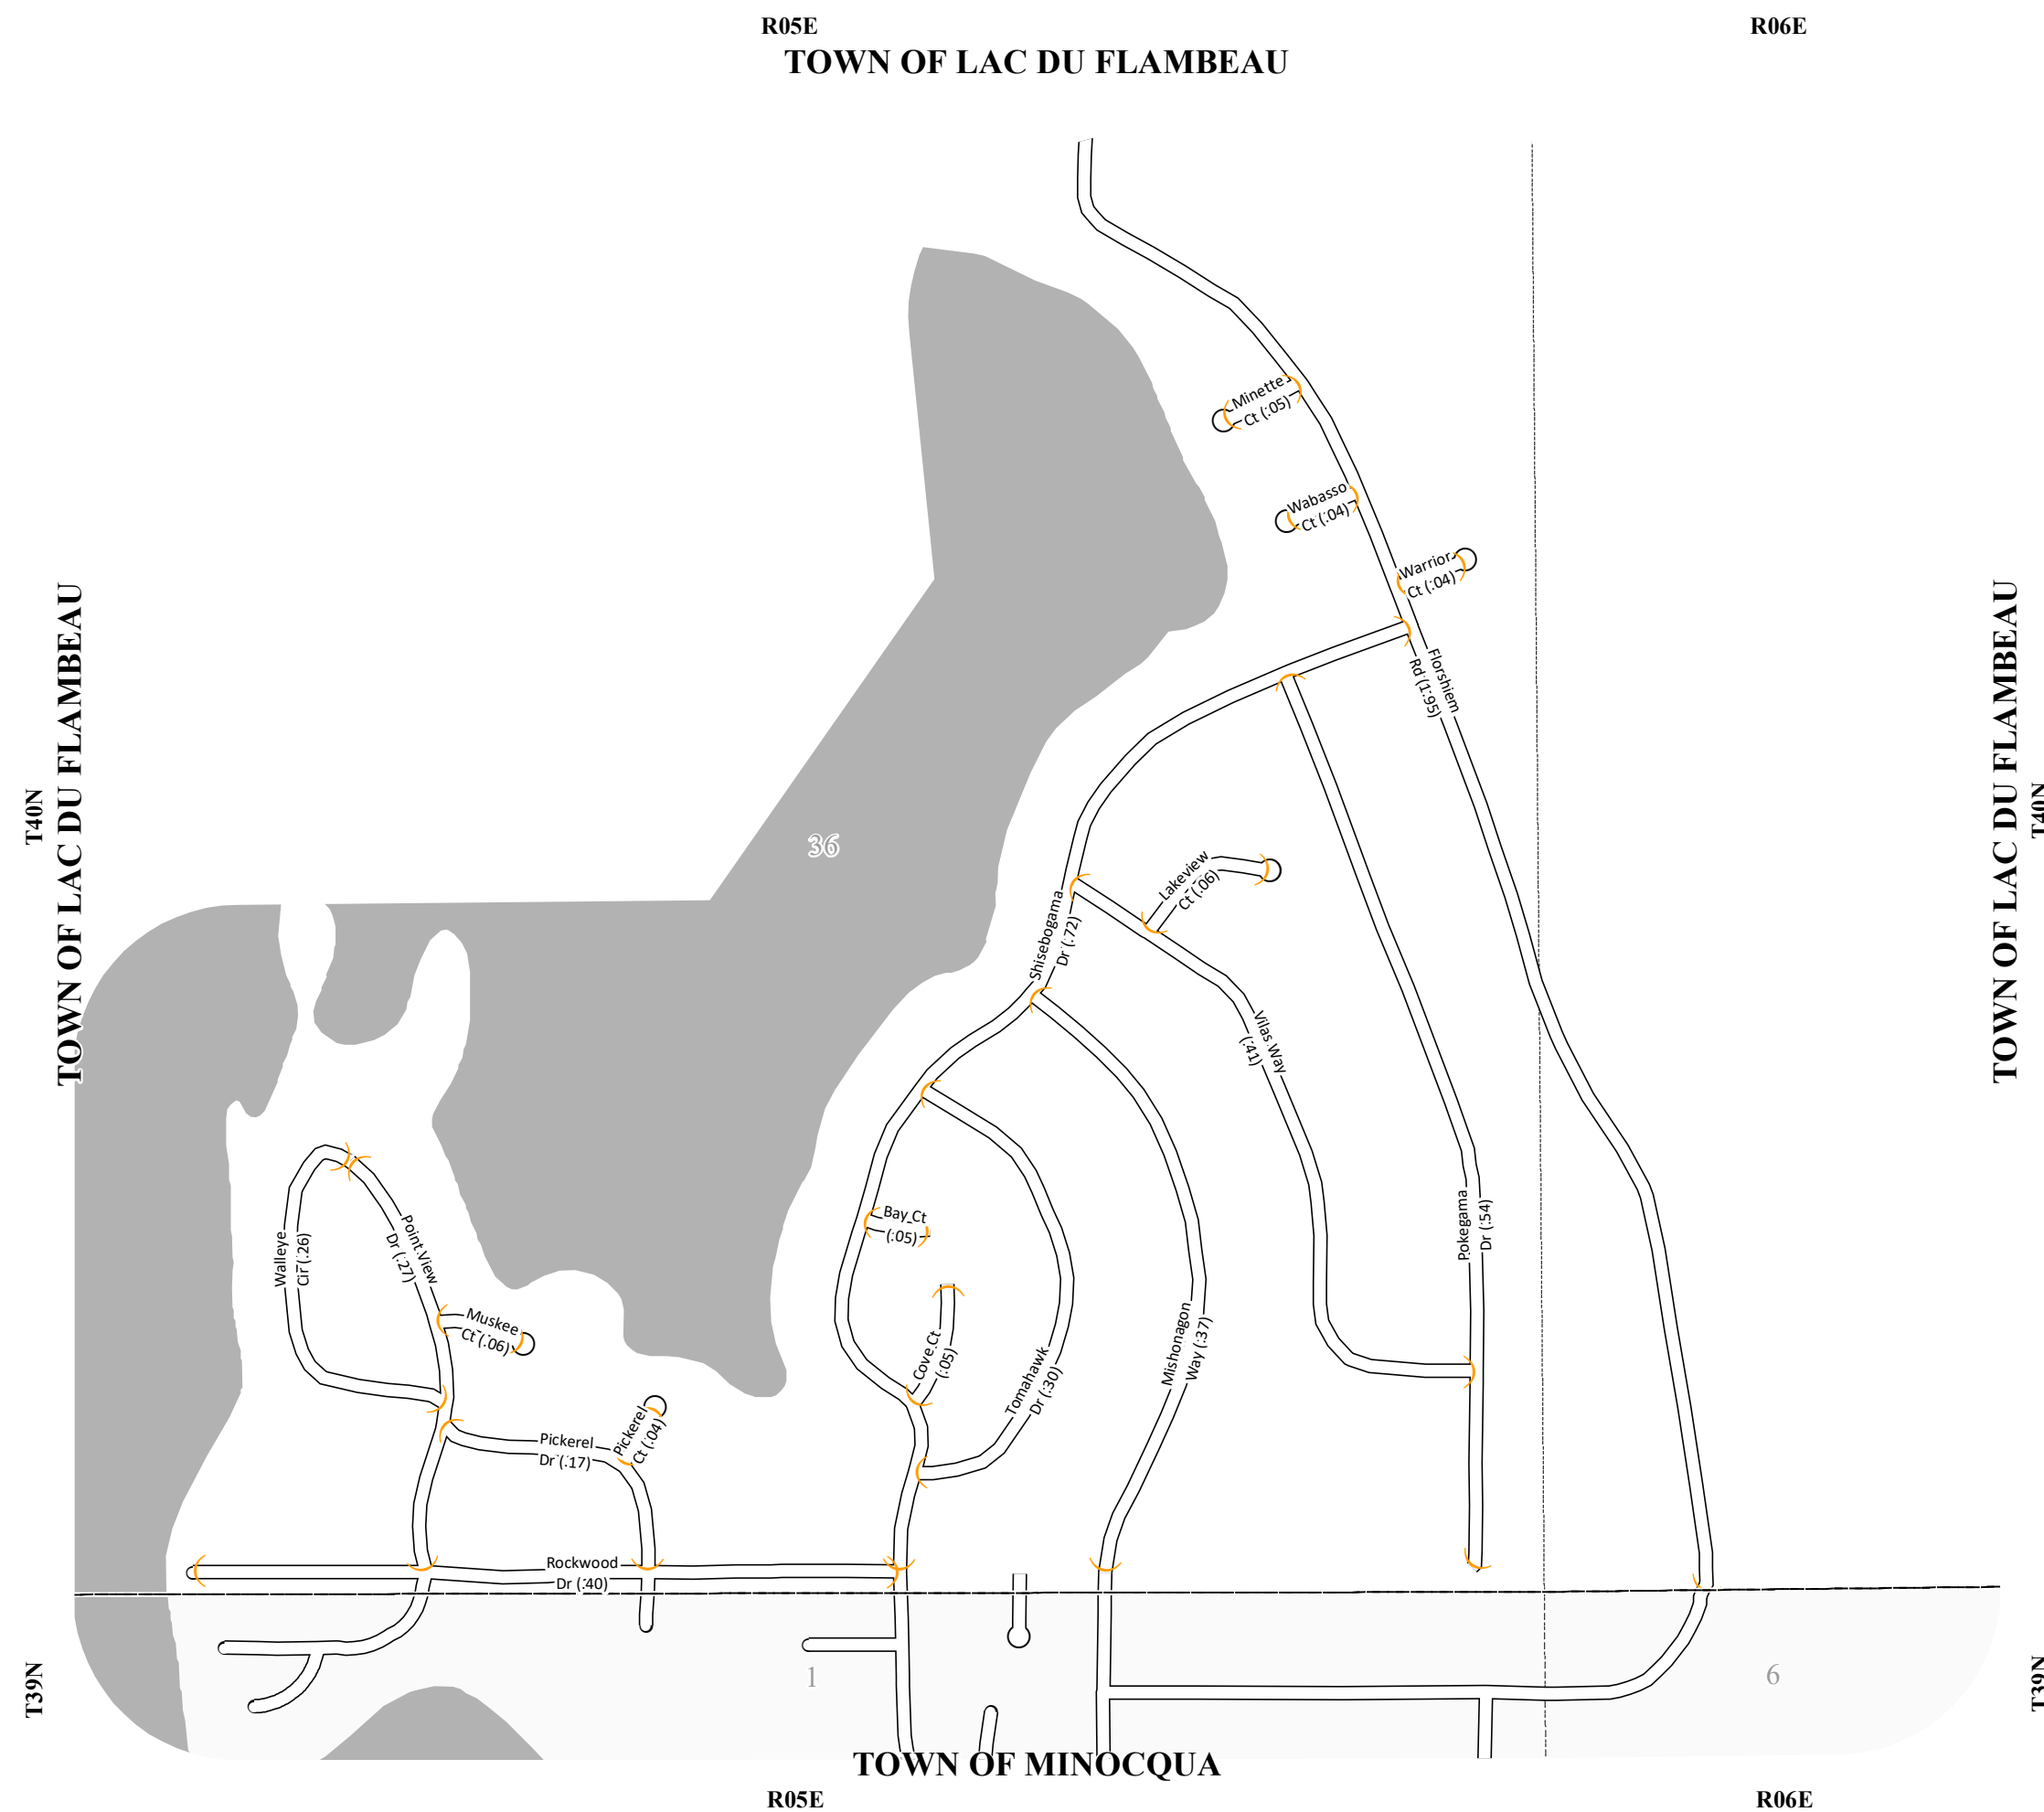 R05E
R06E
TOWN OF LAC DU FLAMBEAU
Minette
Ct (.05)
Wabasso
Ct (.04)
Warrior
Ct (.04)
Florshiem
Rd (1.95)
TOWN OF LAC DU FLAMBEAU
TOWN OF LAC DU FLAMBEAU
T40N
T40N
36
Lakeview
Ct (.06)
Shisebogama
Dr (.72)
Vilas Way
(.41)
Bay Ct
(.05)
Pokegama
Dr (.54)
Walleye
Cir (.26)
Point View
Dr (.27)
Muskee
Ct (.06)
Cove Ct
(.05)
Tomahawk
Dr (.30)
Mishonagon
Way (.37)
Pickerel
Dr (.17)
Pickerel
Ct (.04)
Rockwood
Dr (.40)
T39N
1
6
T39N
TOWN OF MINOCQUA
R05E
R06E